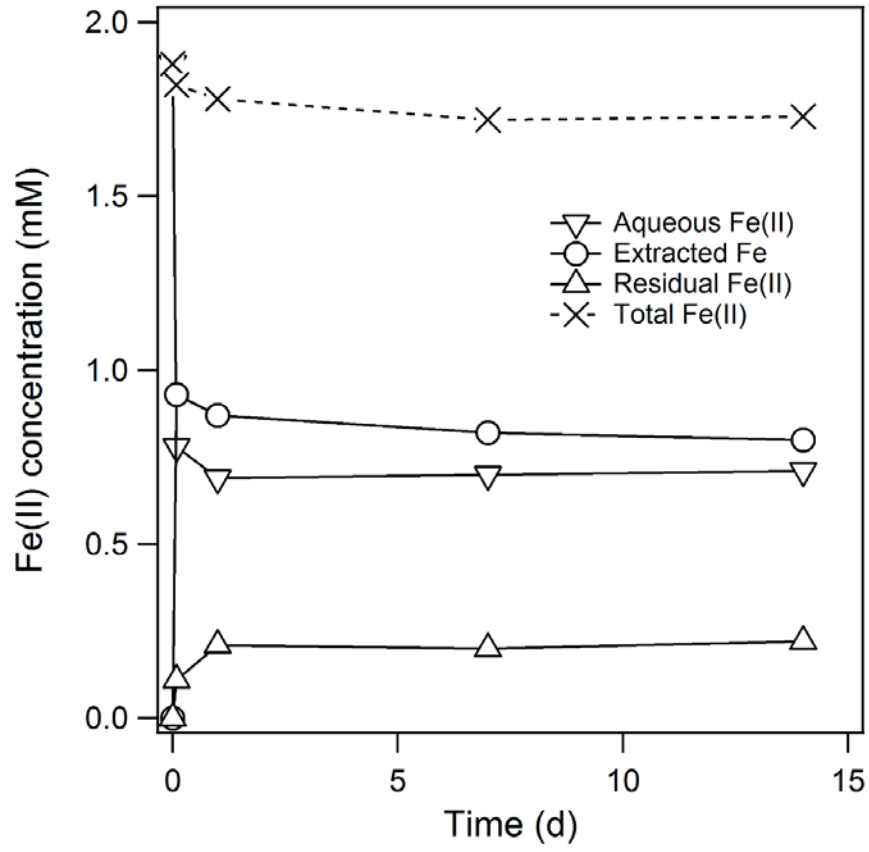 2.0
1.5
1.0
0.5
0.0
Fe(II) concentration (mM)
Aqueous Fe(II)
Extracted Fe
Residual Fe(II)
Total Fe(II)
0
5
10
15
Time (d)